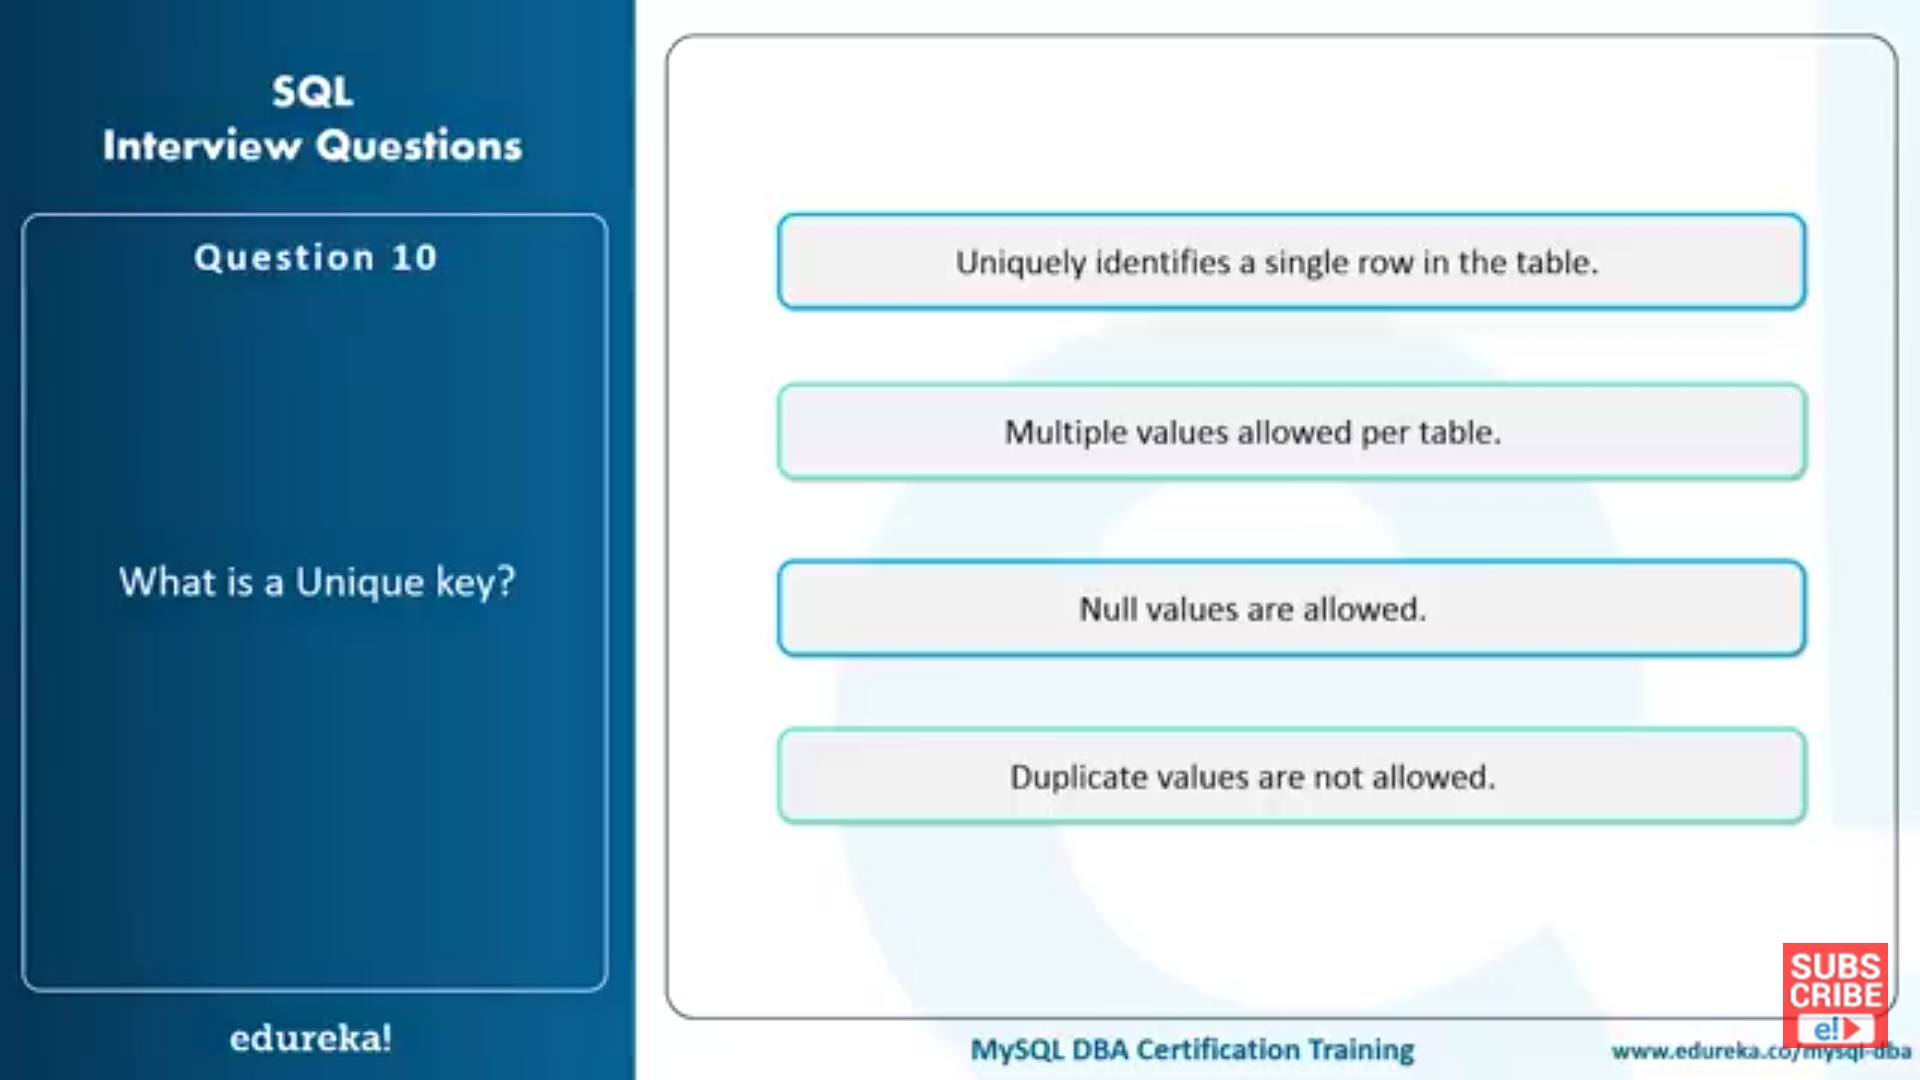 SQL
Interview Questions
Question 10
What is a Unique key?
edureka!
Uniquely identifies a single row in the table.
Multiple values allowed per table.
Null values are allowed.
Duplicate values are not allowed.
SUBS
CRIBE
e!
MySQL DBA Certification Training
www.edureka.co/mysql-dba